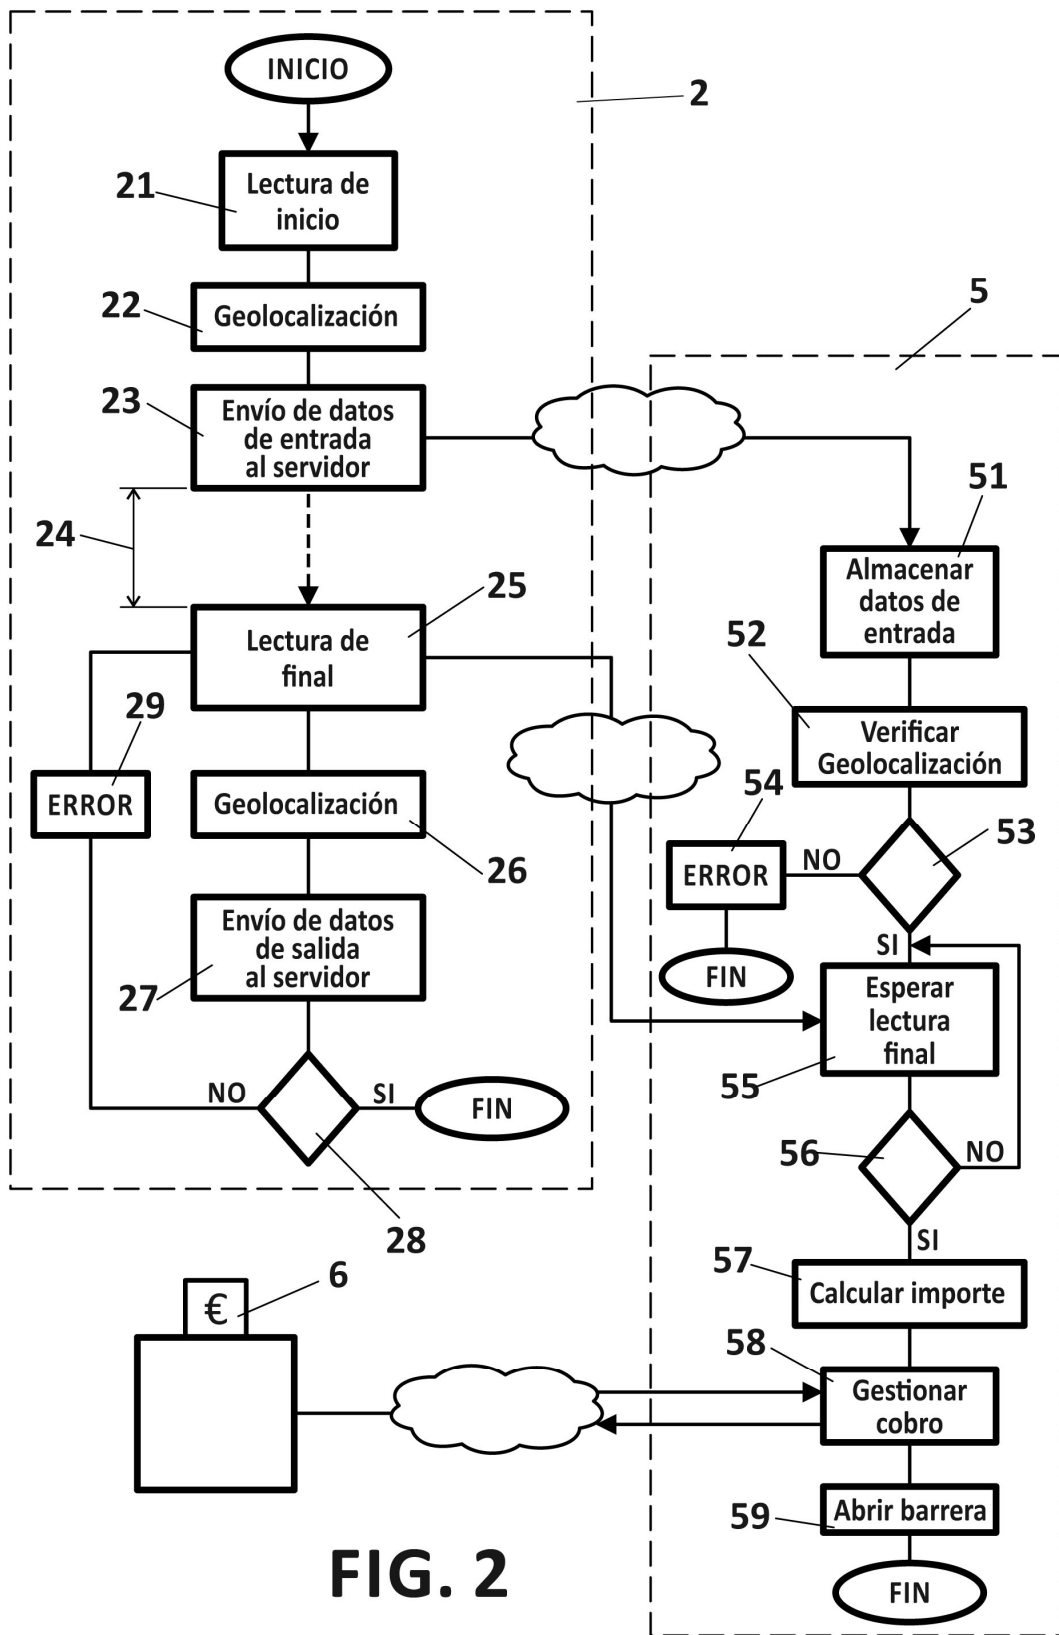 INICIO
2
21
Lectura de
inicio
22
Geolocalización
5
23
Envío de datos
de entrada
al servidor
24
51
Almacenar
datos de
entrada
25
Lectura de
final
52
Verificar
Geolocalización
29
ERROR
Geolocalización
26
54
ERROR
NO
53
SI
FIN
Envío de datos
de salida
al servidor
27
Esperar
lectura
final
55
NO
SI
FIN
28
56
NO
SI
57
Calcular importe
6
€
58
Gestionar
cobro
59
Abrir barrera
FIN
FIG. 2